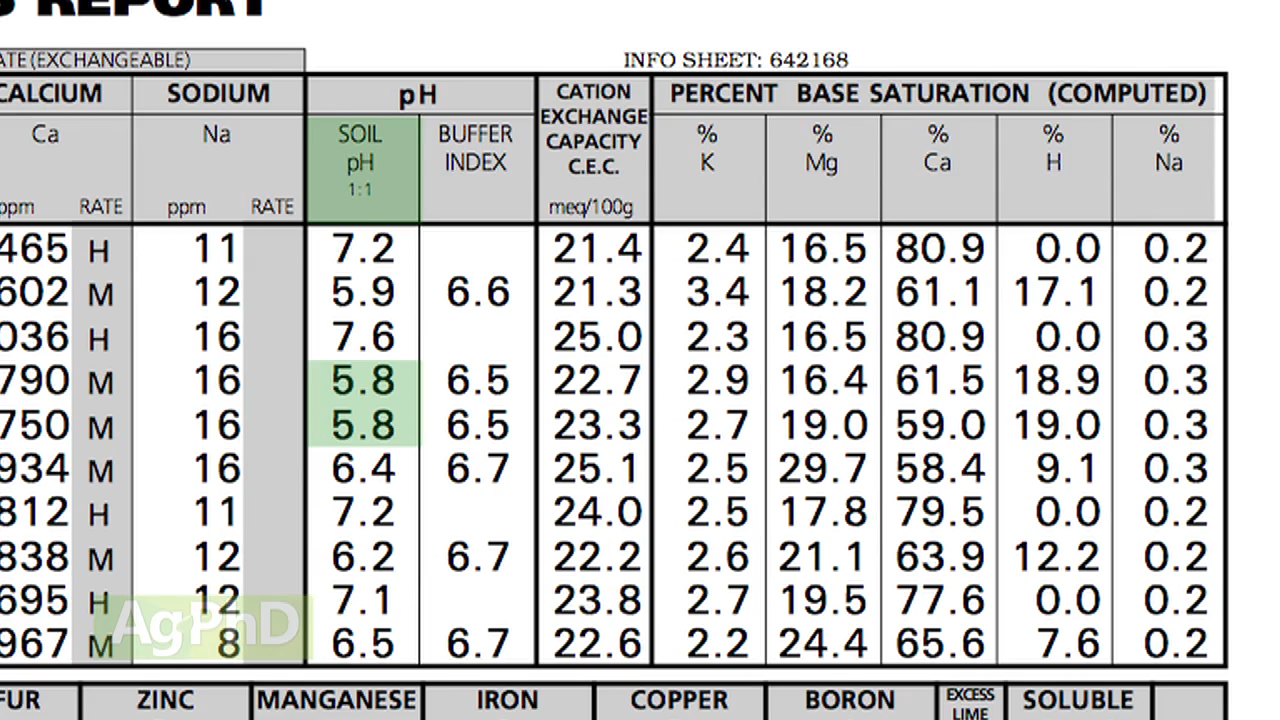 S REPORT
ATE (EXCHANGEABLE) INFO SHEET: 642168
CALCIUM SODIUM pH CATION EXCHANGE CAPACITY C.E.C. PERCENT BASE SATURATION (COMPUTED)
Ca Na SOIL pH 1:1 BUFFER INDEX % K % Mg % Ca % H % Na
ppm RATE ppm RATE meq/100g
465 H 11 7.2 21.4 2.4 16.5 80.9 0.0 0.2
602 M 12 5.9 6.6 21.3 3.4 18.2 61.1 17.1 0.2
036 H 16 7.6 25.0 2.3 16.5 80.9 0.0 0.3
790 M 16 5.8 6.5 22.7 2.9 16.4 61.5 18.9 0.3
750 M 16 5.8 6.5 23.3 2.7 19.0 59.0 19.0 0.3
934 M 16 6.4 6.7 25.1 2.5 29.7 58.4 9.1 0.3
812 H 11 7.2 24.0 2.5 17.8 79.5 0.0 0.2
838 M 12 6.2 6.7 22.2 2.6 21.1 63.9 12.2 0.2
695 H 12 7.1 23.8 2.7 19.5 77.6 0.0 0.2
967 M 8 6.5 6.7 22.6 2.2 24.4 65.6 7.6 0.2
AgPhD
FUR ZINC MANGANESE IRON COPPER BORON EXCESS LIME SOLUBLE